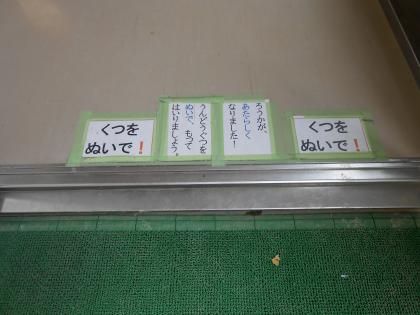 くつを
ぬいで！
ろうかが、
あたらしく
なりました！
うんどうぐつを
ぬいで、もって
はいりましょう。
くつを
ぬいで！